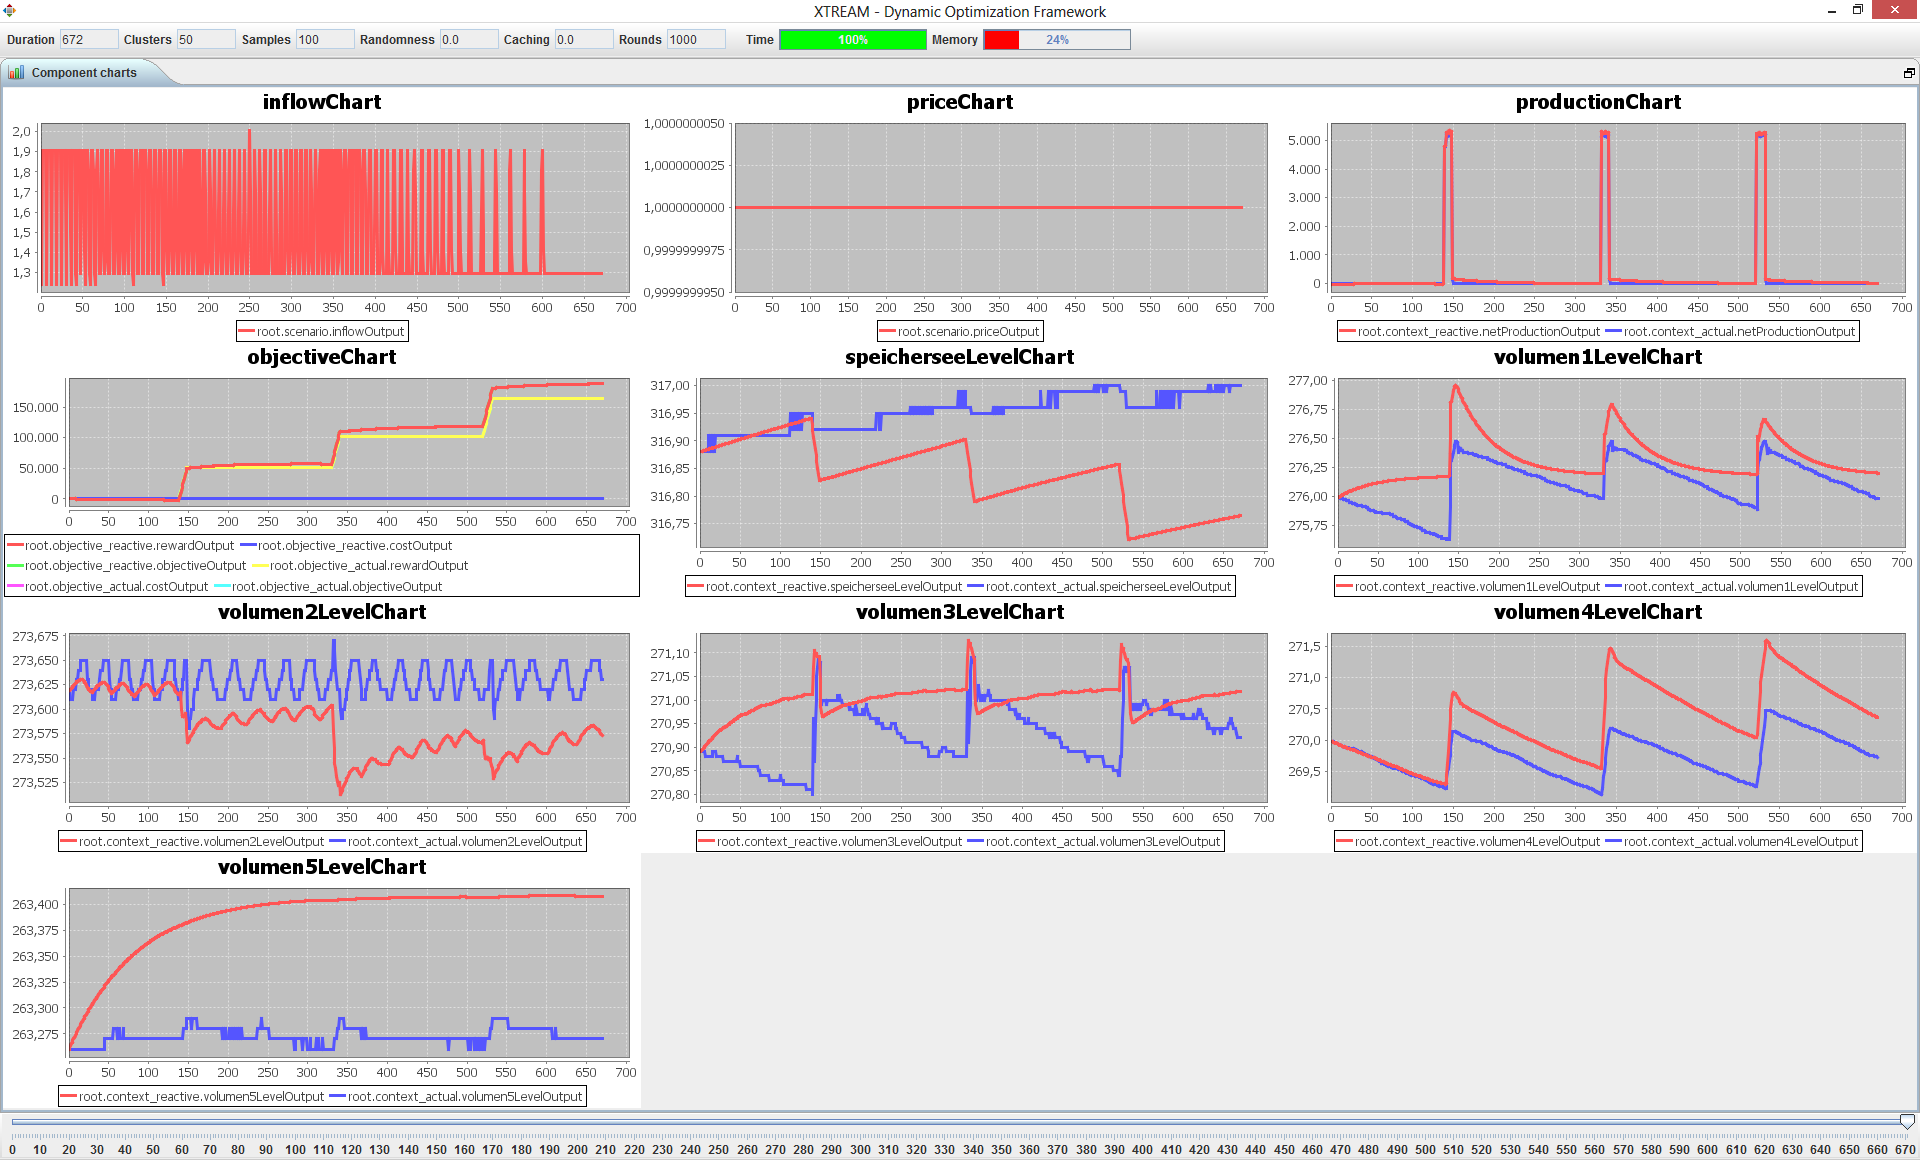 XTREAM - Dynamic Optimization Framework
Duration 672 Clusters 50 Samples 100 Randomness 0.0 Caching 0.0 Rounds 1000 Time 100% Memory 24%
Component charts
inflowChart
2,0
1,9
1,8
1,7
1,6
1,5
1,4
1,3
0 50 100 150 200 250 300 350 400 450 500 550 600 650 700
root.scenario.inflowOutput
priceChart
1,0000000050
1,0000000025
1,0000000000
0,9999999975
0,9999999950
0 50 100 150 200 250 300 350 400 450 500 550 600 650 700
root.scenario.priceOutput
productionChart
5.000
4.000
3.000
2.000
1.000
0
0 50 100 150 200 250 300 350 400 450 500 550 600 650 700
root.context_reactive.netProductionOutput root.context_actual.netProductionOutput
objectiveChart
150.000
100.000
50.000
0
0 50 100 150 200 250 300 350 400 450 500 550 600 650 700
root.objective_reactive.rewardOutput root.objective_reactive.costOutput
root.objective_reactive.objectiveOutput root.objective_actual.rewardOutput
root.objective_actual.costOutput root.objective_actual.objectiveOutput
speicherseeLevelChart
317,00
316,95
316,90
316,85
316,80
316,75
0 50 100 150 200 250 300 350 400 450 500 550 600 650 700
root.context_reactive.speicherseeLevelOutput root.context_actual.speicherseeLevelOutput
volumen1LevelChart
277,00
276,75
276,50
276,25
276,00
275,75
0 50 100 150 200 250 300 350 400 450 500 550 600 650 700
root.context_reactive.volumen1LevelOutput root.context_actual.volumen1LevelOutput
volumen2LevelChart
273,675
273,650
273,625
273,600
273,575
273,550
273,525
0 50 100 150 200 250 300 350 400 450 500 550 600 650 700
root.context_reactive.volumen2LevelOutput root.context_actual.volumen2LevelOutput
volumen3LevelChart
271,10
271,05
271,00
270,95
270,90
270,85
270,80
0 50 100 150 200 250 300 350 400 450 500 550 600 650 700
root.context_reactive.volumen3LevelOutput root.context_actual.volumen3LevelOutput
volumen4LevelChart
271,5
271,0
270,5
270,0
269,5
0 50 100 150 200 250 300 350 400 450 500 550 600 650 700
root.context_reactive.volumen4LevelOutput root.context_actual.volumen4LevelOutput
volumen5LevelChart
263,400
263,375
263,350
263,325
263,300
263,275
0 50 100 150 200 250 300 350 400 450 500 550 600 650 700
root.context_reactive.volumen5LevelOutput root.context_actual.volumen5LevelOutput
0 10 20 30 40 50 60 70 80 90 100 110 120 130 140 150 160 170 180 190 200 210 220 230 240 250 260 270 280 290 300 310 320 330 340 350 360 370 380 390 400 410 420 430 440 450 460 470 480 490 500 510 520 530 540 550 560 570 580 590 600 610 620 630 640 650 660 670